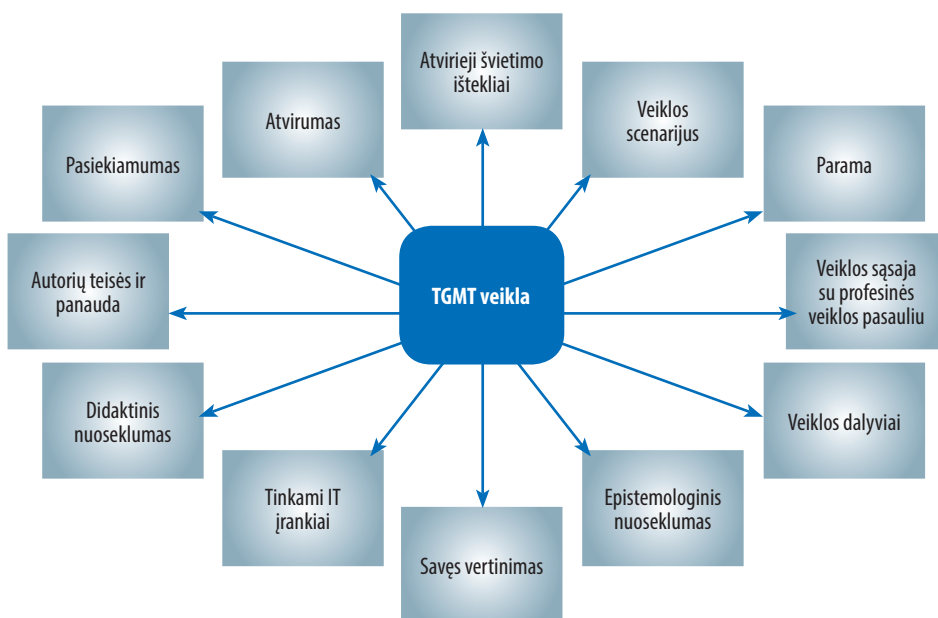 Atvirieji švietimo
ištekliai
Atvirumas
Veiklos
scenarijus
Pasiekiamumas
Parama
Autorių teisės ir
panauda
TGMT veikla
Veiklos sąsaja
su profesinės
veiklos pasauliu
Didaktinis
nuoseklumas
Veiklos dalyviai
Tinkami IT
įrankiai
Epistemologinis
nuoseklumas
Savęs vertinimas